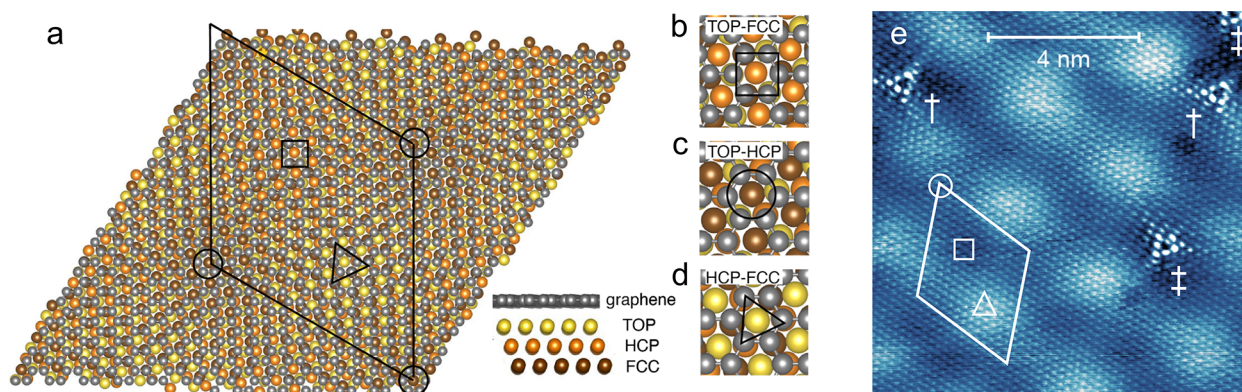 a
graphene
TOP
HCP
FCC
b
TOP-FCC
c
TOP-HCP
d
HCP-FCC
e
4 nm
†
†
‡
‡